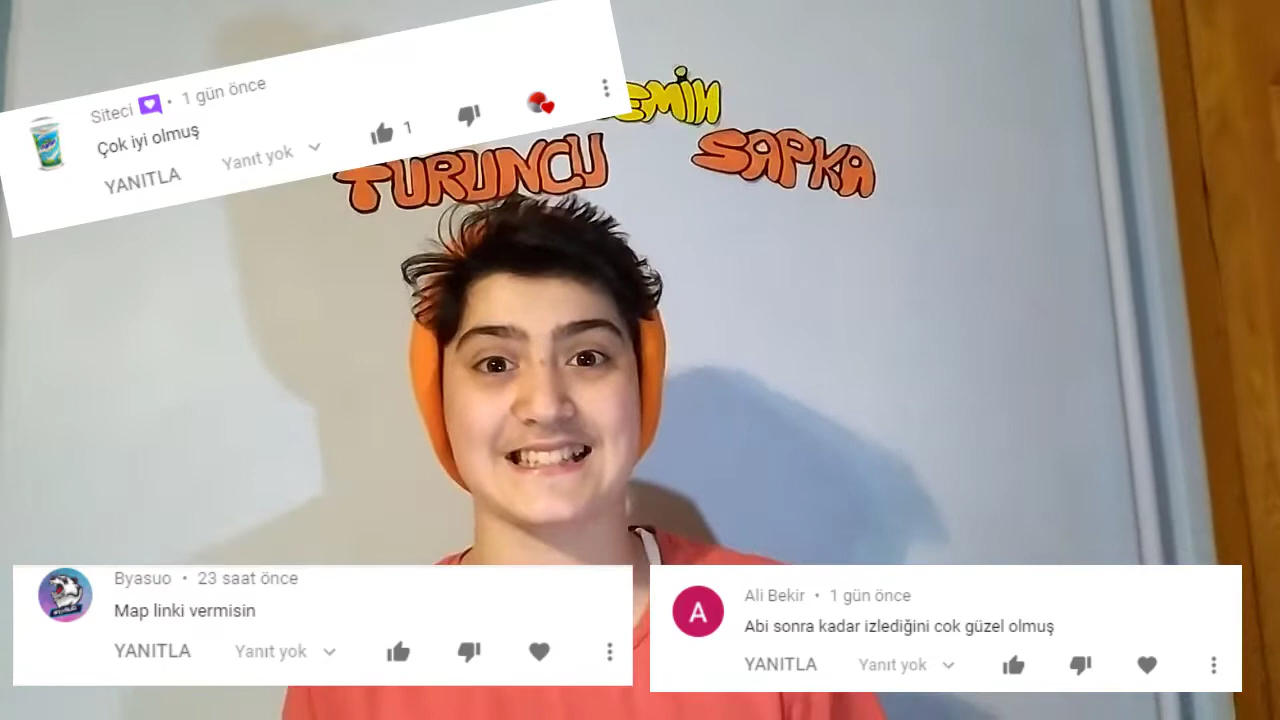 Siteci • 1 gün önce
Çok iyi olmuş
YANITLA Yanıt yok 1
EMİH
TURUNCU ŞAPKA
Byasuo • 23 saat önce
Map linki vermisin
YANITLA Yanıt yok
A
Ali Bekir • 1 gün önce
Abi sonra kadar izlediğini cok güzel olmuş
YANITLA Yanıt yok